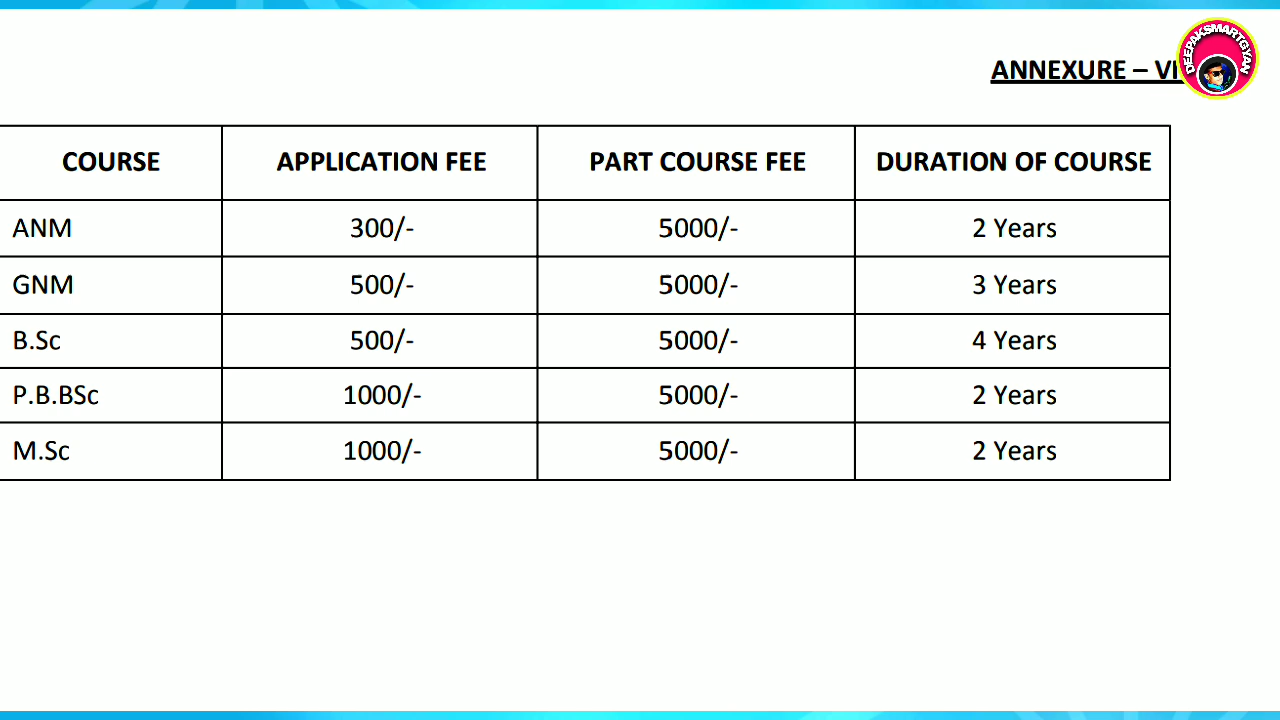 DEEPAKSMARTGYAN
ANNEXURE – VI
COURSE APPLICATION FEE PART COURSE FEE DURATION OF COURSE
ANM 300/- 5000/- 2 Years
GNM 500/- 5000/- 3 Years
B.Sc 500/- 5000/- 4 Years
P.B.BSc 1000/- 5000/- 2 Years
M.Sc 1000/- 5000/- 2 Years